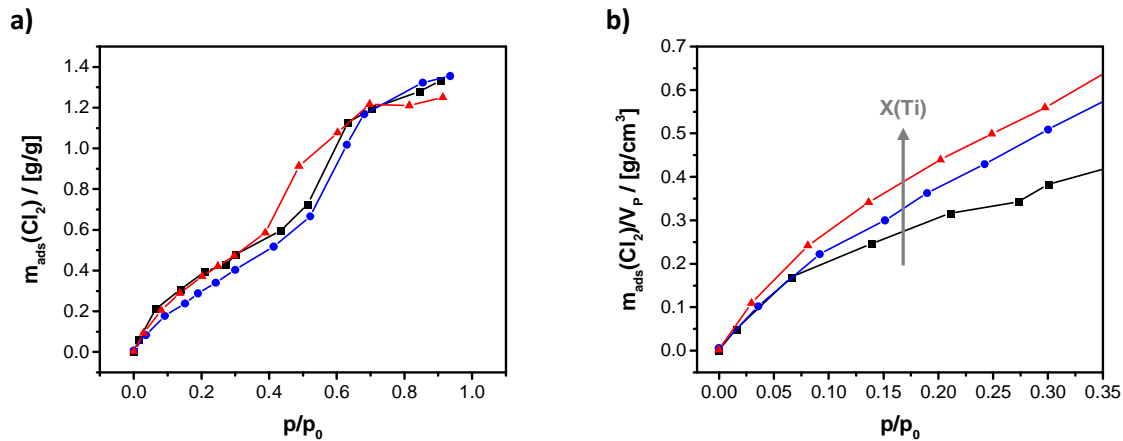 a)
m_ads(Cl₂) / [g/g]
1.4
1.2
1.0
0.8
0.6
0.4
0.2
0.0
0.0 0.2 0.4 0.6 0.8 1.0
p/p₀
b)
m_ads(Cl₂)/V_P / [g/cm³]
0.7
0.6
0.5
0.4
0.3
0.2
0.1
0.0
X(Ti)
0.00 0.05 0.10 0.15 0.20 0.25 0.30 0.35
p/p₀